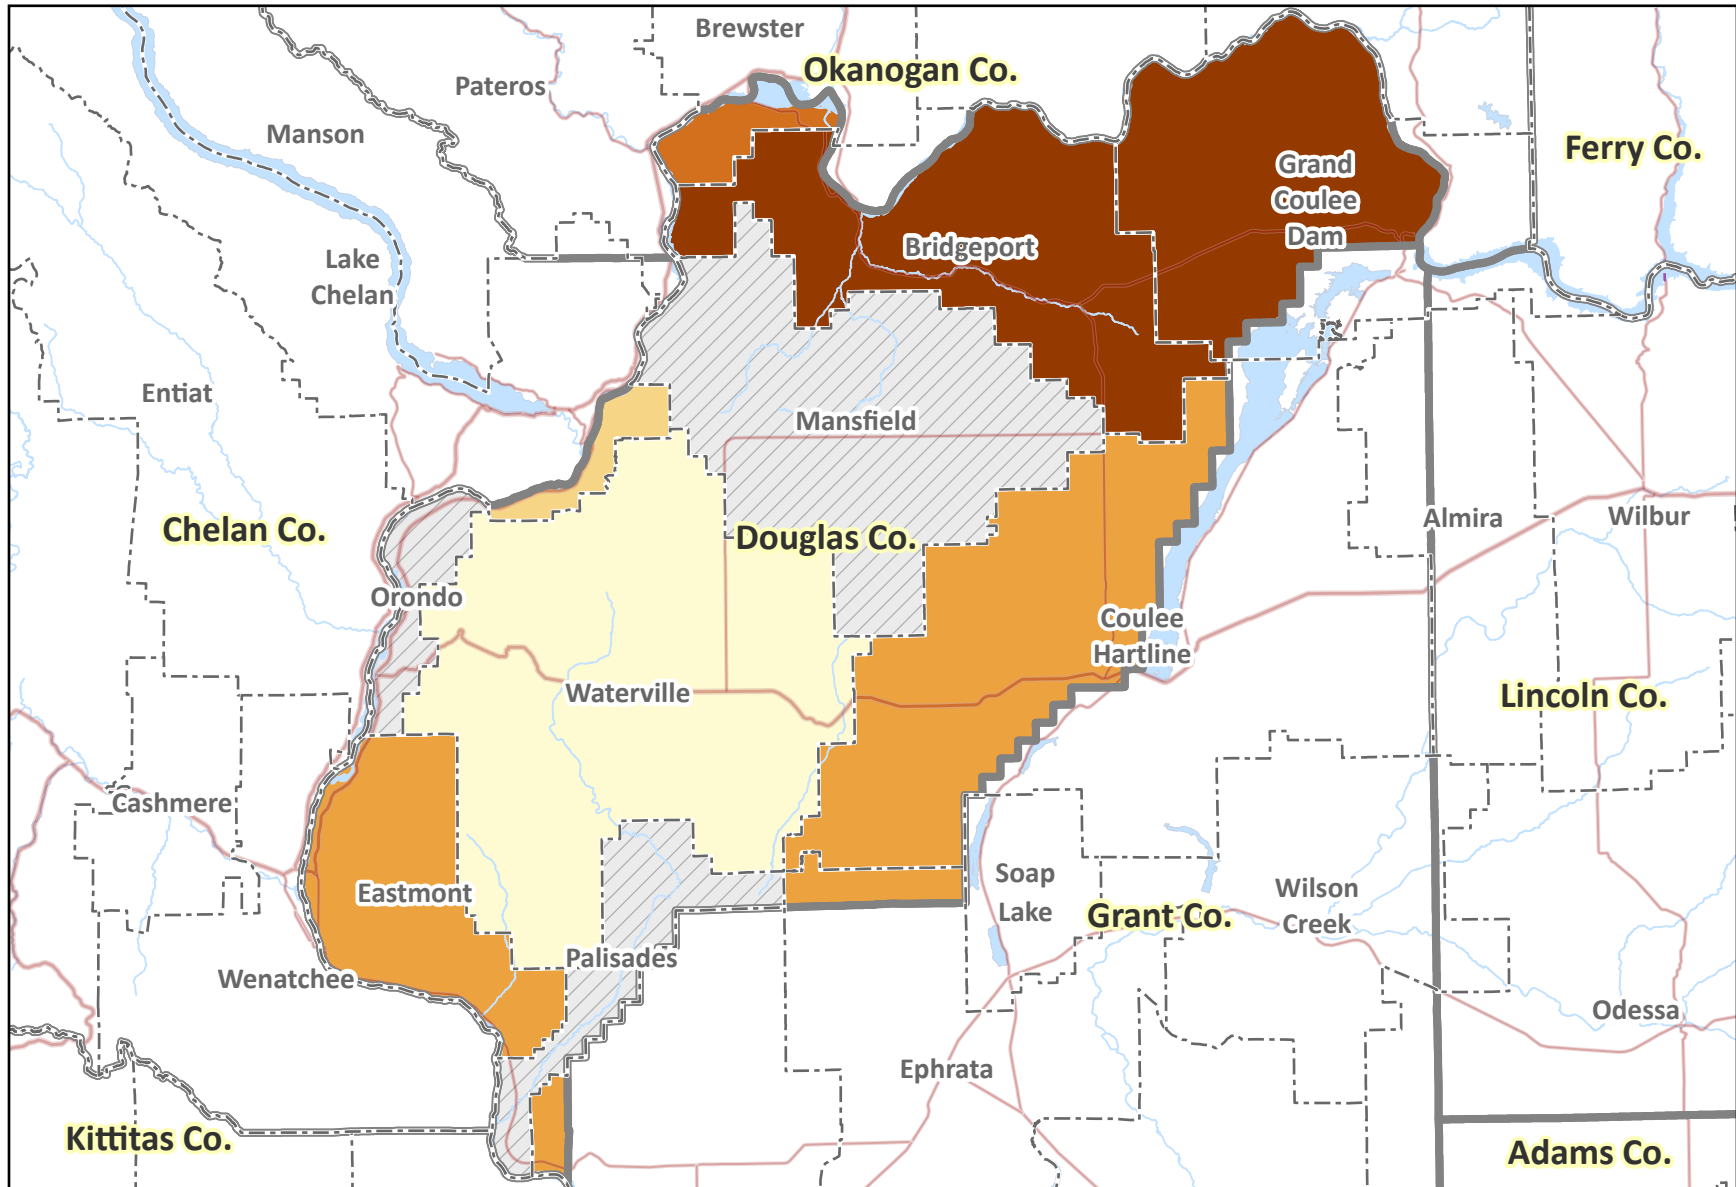 Brewster
Okanogan Co.
Pateros
Manson
Ferry Co.
Grand
Coulee
Dam
Bridgeport
Lake
Chelan
Entiat
Mansfield
Chelan Co.
Douglas Co.
Almira
Wilbur
Orondo
Coulee
Hartline
Waterville
Lincoln Co.
Cashmere
Eastmont
Soap
Lake
Wilson
Creek
Grant Co.
Palisades
Wenatchee
Odessa
Ephrata
Kittitas Co.
Adams Co.